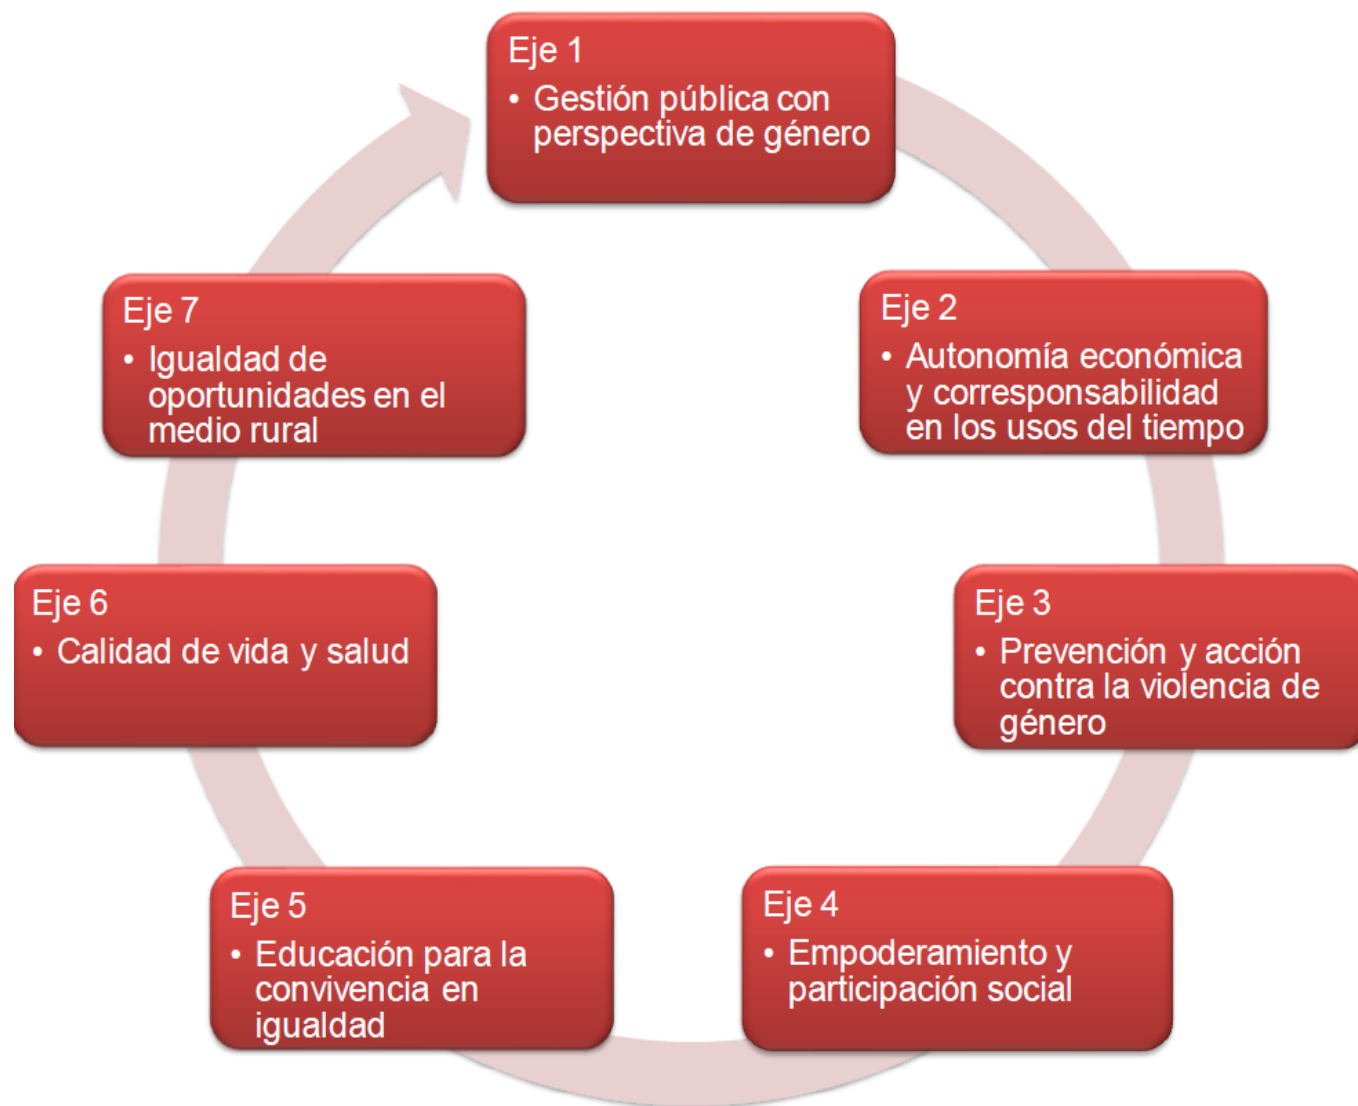 Eje 1
• Gestión pública con
perspectiva de género
Eje 2
• Autonomía económica
y corresponsabilidad
en los usos del tiempo
Eje 3
• Prevención y acción
contra la violencia de
género
Eje 4
• Empoderamiento y
participación social
Eje 5
• Educación para la
convivencia en
igualdad
Eje 6
• Calidad de vida y salud
Eje 7
• Igualdad de
oportunidades en el
medio rural